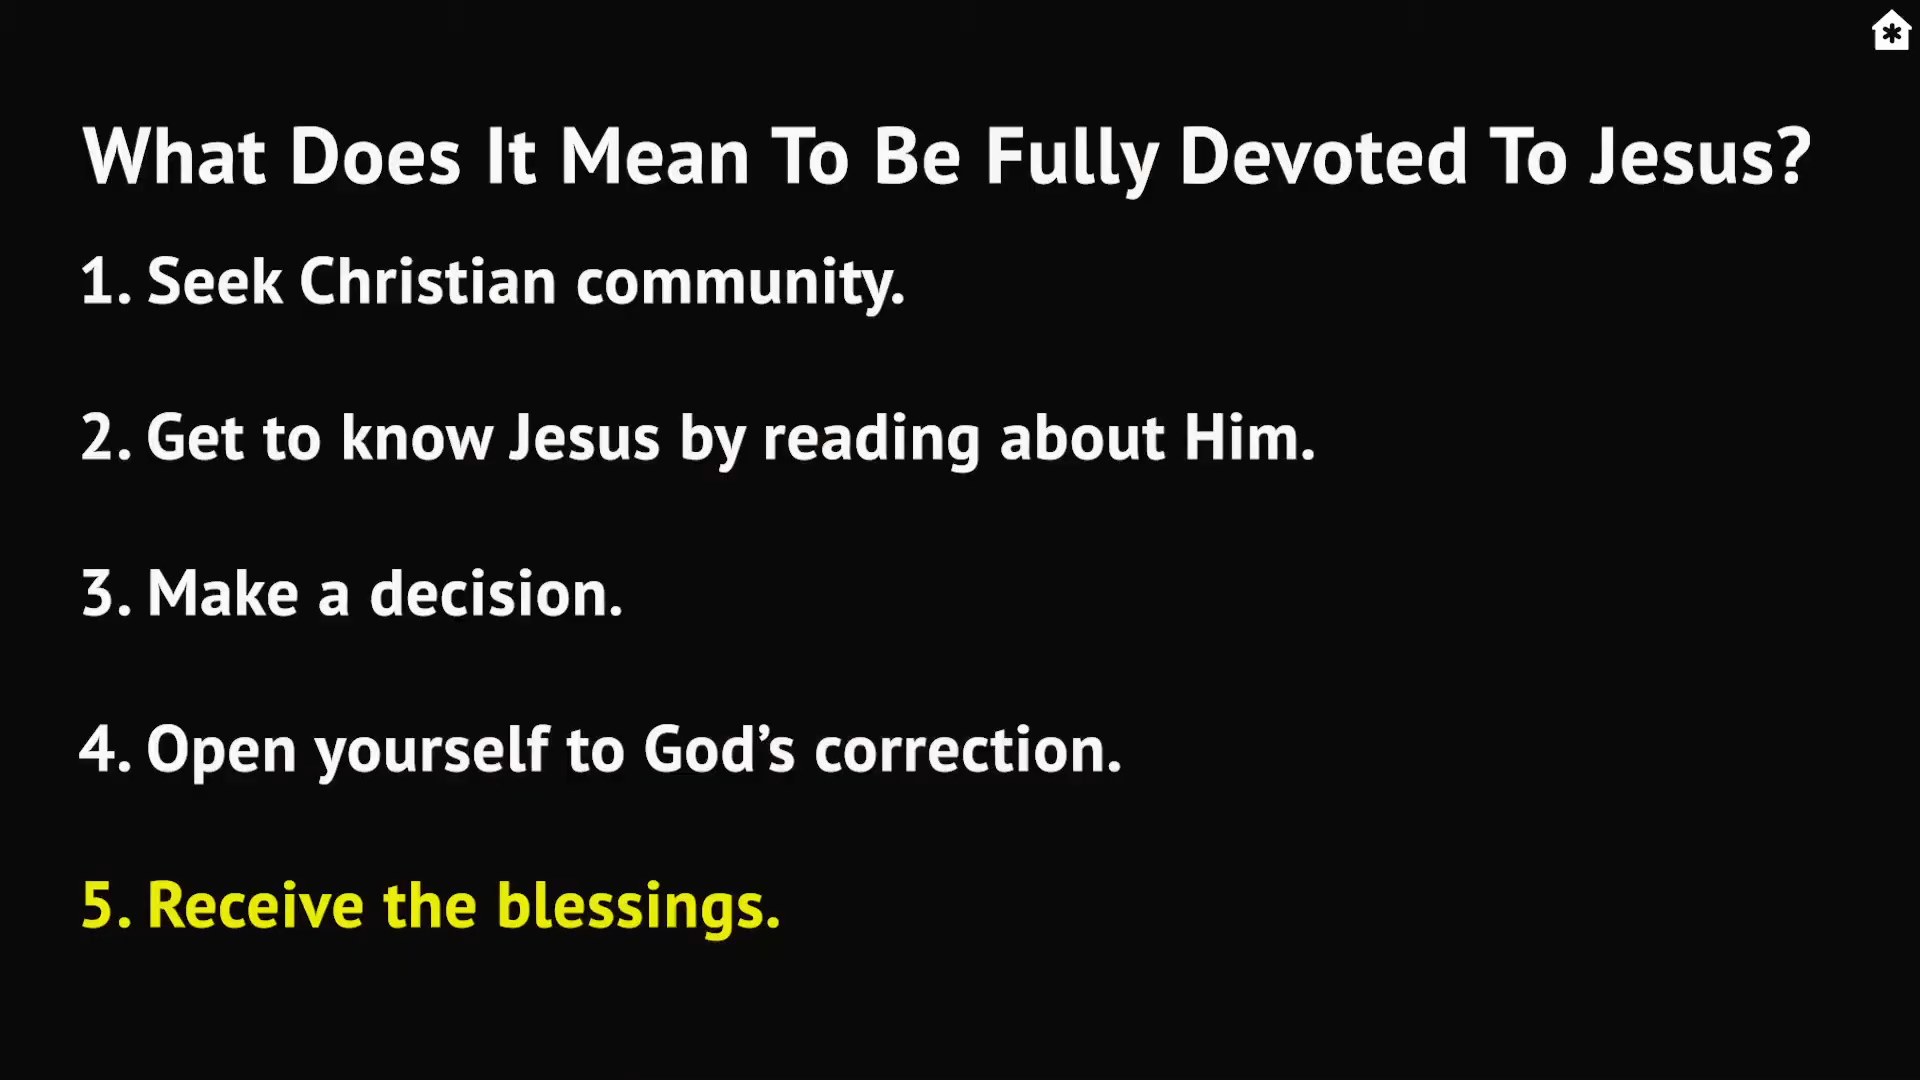 What Does It Mean To Be Fully Devoted To Jesus?
1. Seek Christian community.
2. Get to know Jesus by reading about Him.
3. Make a decision.
4. Open yourself to God’s correction.
5. Receive the blessings.